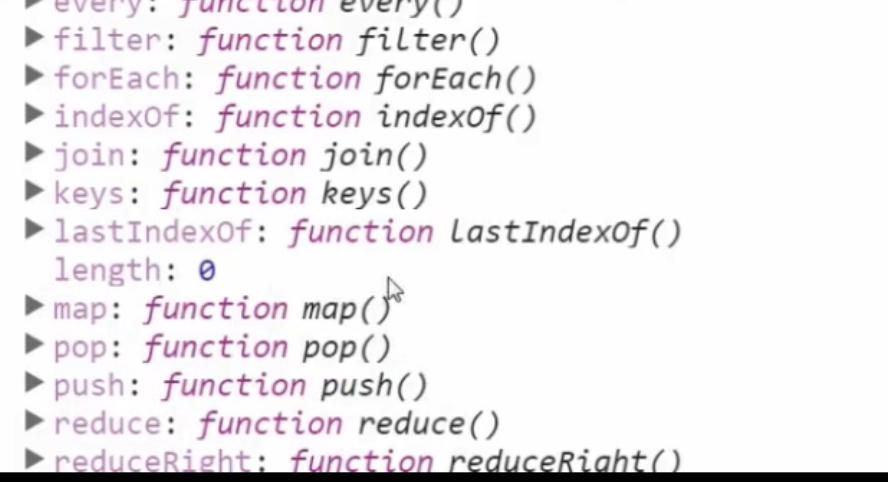 every: function every()
filter: function filter()
forEach: function forEach()
indexOf: function indexOf()
join: function join()
keys: function keys()
lastIndexOf: function lastIndexOf()
length: 0
map: function map()
pop: function pop()
push: function push()
reduce: function reduce()
reduceRight: function reduceRight()